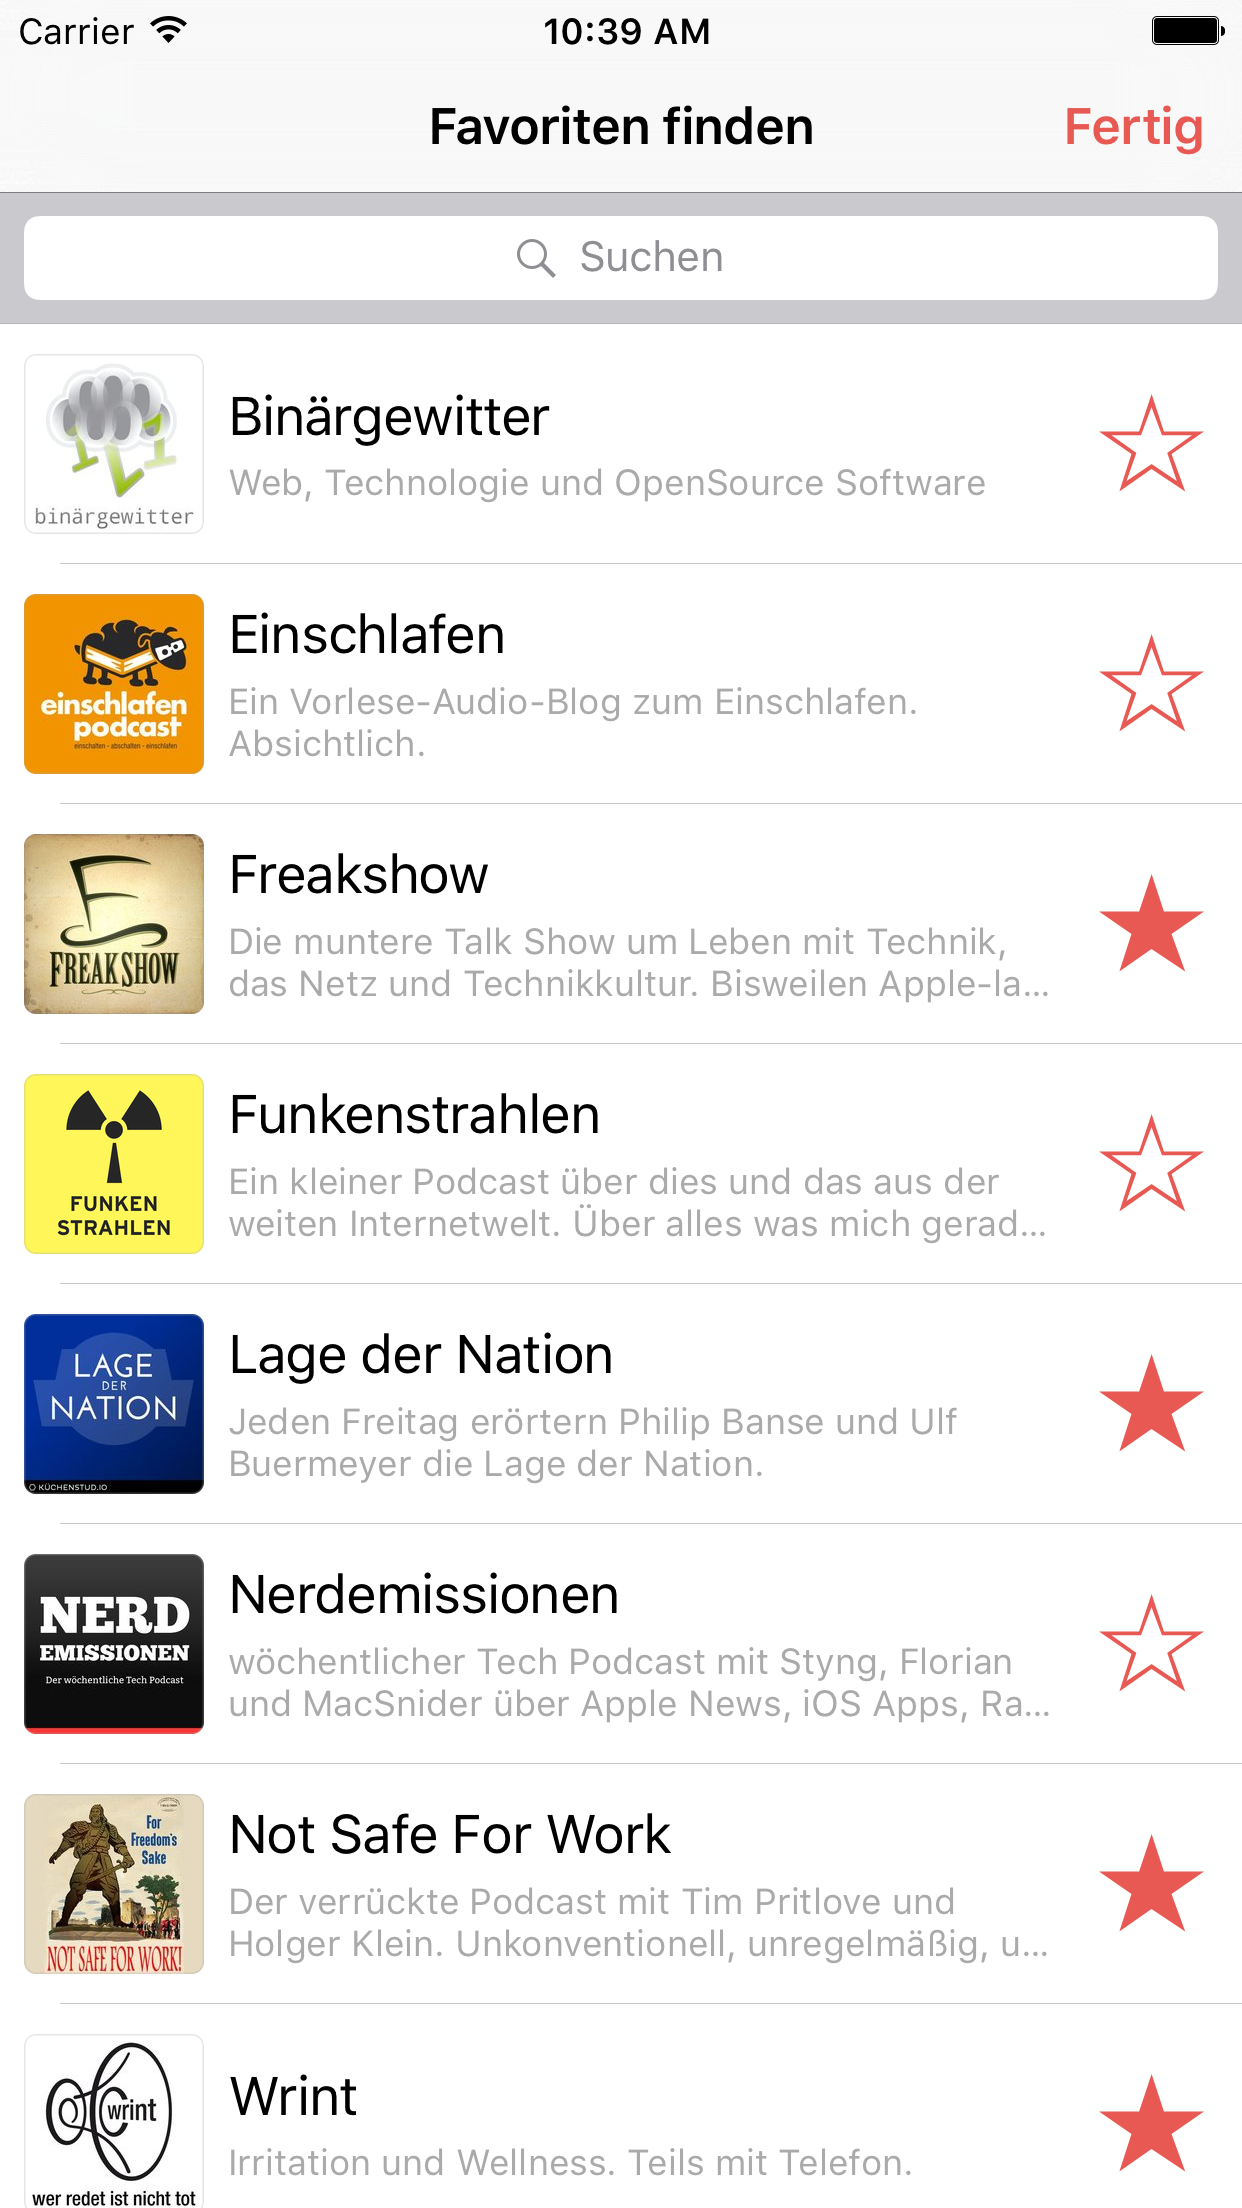 Carrier
10:39 AM
Favoriten finden
Fertig
Suchen
binärgewitter
Binärgewitter
Web, Technologie und OpenSource Software
einschlafen
podcast
einschalten - abschalten - einschlafen
Einschlafen
Ein Vorlese-Audio-Blog zum Einschlafen.
Absichtlich.
FREAKSHOW
Freakshow
Die muntere Talk Show um Leben mit Technik,
das Netz und Technikkultur. Bisweilen Apple-la...
FUNKEN
STRAHLEN
Funkenstrahlen
Ein kleiner Podcast über dies und das aus der
weiten Internetwelt. Über alles was mich gerad...
LAGE
DER
NATION
KÜCHENSTUD.IO
Lage der Nation
Jeden Freitag erörtern Philip Banse und Ulf
Buermeyer die Lage der Nation.
NERD
EMISSIONEN
Der wöchentliche Tech Podcast
Nerdemissionen
wöchentlicher Tech Podcast mit Styng, Florian
und MacSnider über Apple News, iOS Apps, Ra...
For
Freedom's
Sake
NOT SAFE FOR WORK!
Not Safe For Work
Der verrückte Podcast mit Tim Pritlove und
Holger Klein. Unkonventionell, unregelmäßig, u...
wrint
wer redet ist nicht tot
Wrint
Irritation und Wellness. Teils mit Telefon.